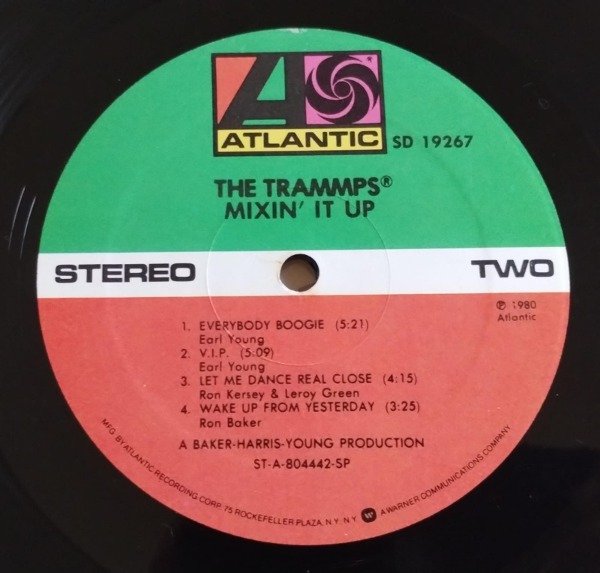 ATLANTIC SD 19267
THE TRAMMPS®
MIXIN' IT UP
STEREO TWO
℗ 1980
Atlantic
1. EVERYBODY BOOGIE (5:21)
Earl Young
2. V.I.P. (5:09)
Earl Young
3. LET ME DANCE REAL CLOSE (4:15)
Ron Kersey & Leroy Green
4. WAKE UP FROM YESTERDAY (3:25)
Ron Baker
A BAKER-HARRIS-YOUNG PRODUCTION
ST-A-804442-SP
MFG. BY ATLANTIC RECORDING CORP. 75 ROCKEFELLER PLAZA, N.Y. N.Y. A WARNER COMMUNICATIONS COMPANY